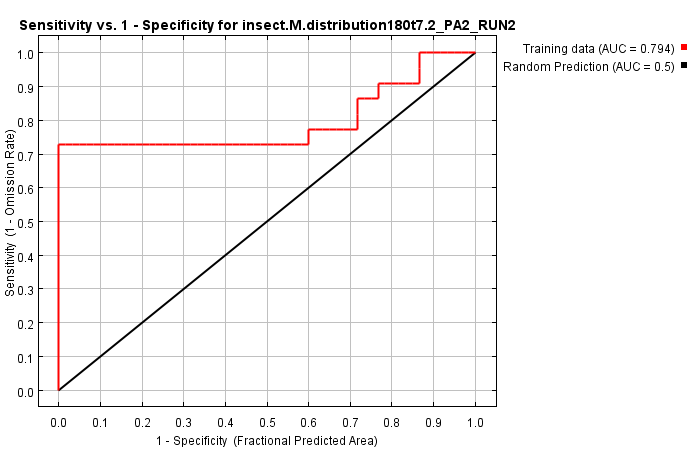 Sensitivity vs. 1 - Specificity for insect.M.distribution180t7.2_PA2_RUN2
Training data (AUC = 0.794)
Random Prediction (AUC = 0.5)
Sensitivity (1 - Omission Rate)
1.0
0.9
0.8
0.7
0.6
0.5
0.4
0.3
0.2
0.1
0.0
0.0 0.1 0.2 0.3 0.4 0.5 0.6 0.7 0.8 0.9 1.0
1 - Specificity (Fractional Predicted Area)